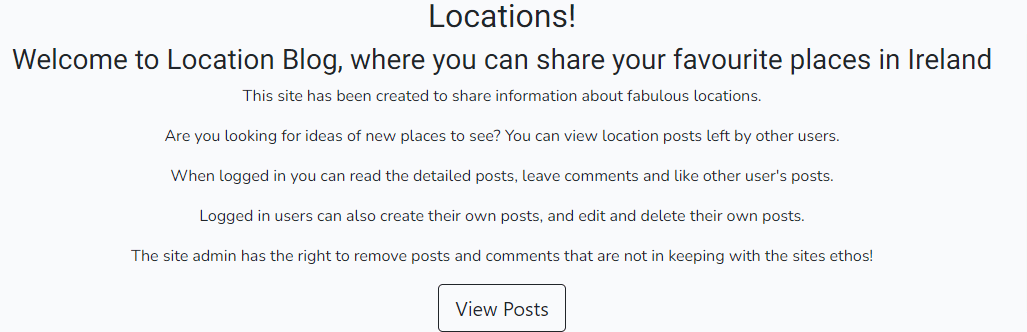 Locations!
Welcome to Location Blog, where you can share your favourite places in Ireland
This site has been created to share information about fabulous locations.
Are you looking for ideas of new places to see? You can view location posts left by other users.
When logged in you can read the detailed posts, leave comments and like other user's posts.
Logged in users can also create their own posts, and edit and delete their own posts.
The site admin has the right to remove posts and comments that are not in keeping with the sites ethos!
View Posts